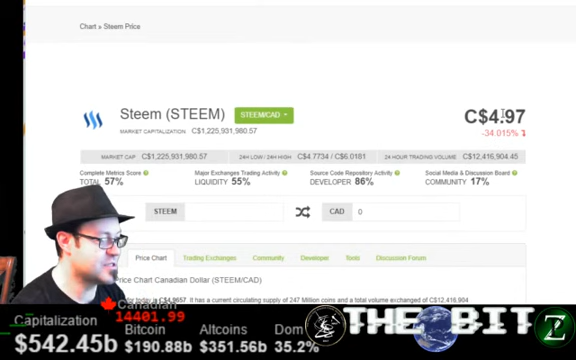 Chart » Steem Price
Steem (STEEM)
STEEM/CAD
MARKET CAPITALIZATION C$1,225,931,980.57
C$4.97
-34.015%
MARKET CAP C$1,225,931,980.57
24H LOW / 24H HIGH C$4.7734 / C$6.0181
24 HOUR TRADING VOLUME C$12,416,904.45
Complete Metrics Score
TOTAL 57%
Major Exchanges Trading Activity
LIQUIDITY 55%
Source Code Repository Activity
DEVELOPER 86%
Social Media & Discussion Board
COMMUNITY 17%
STEEM
CAD 0
Price Chart
Trading Exchanges
Community
Developer
Tools
Discussion Forum
Price Chart Canadian Dollar (STEEM/CAD)
for today is It has a current circulating supply of 247 Million coins and a total volume exchanged of C$12,416,904
Canadian
14401.99
Capitalization
$542.45b
Bitcoin
$190.88b
Altcoins
$351.56b
Dom
35.2%
THE BIT